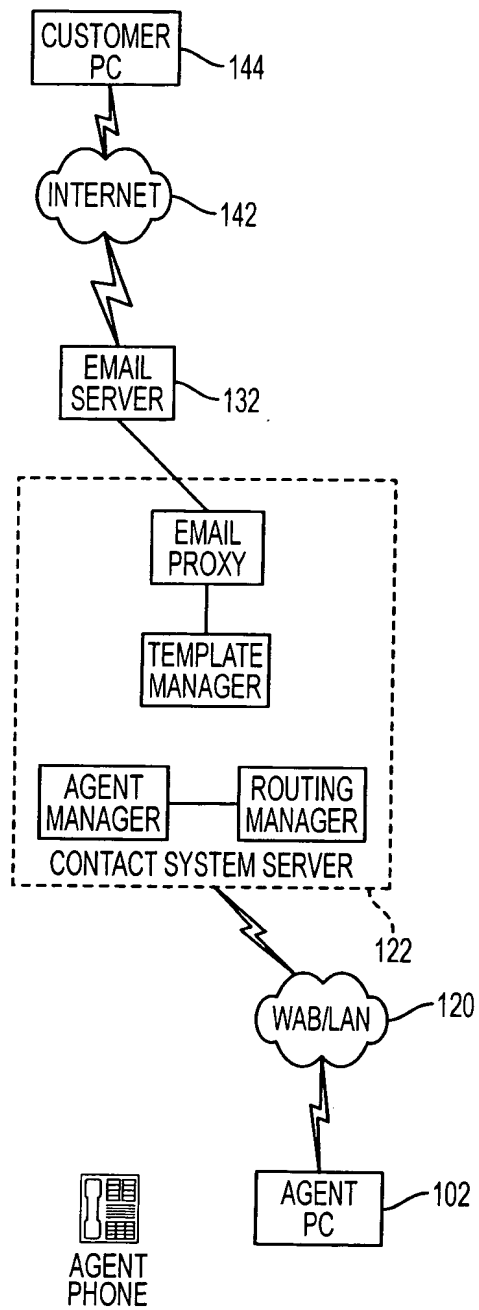 CUSTOMER
PC
144
INTERNET
142
EMAIL
SERVER
132
EMAIL
PROXY
TEMPLATE
MANAGER
AGENT
MANAGER
ROUTING
MANAGER
CONTACT SYSTEM SERVER
122
WAB/LAN
120
AGENT
PC
102
AGENT
PHONE